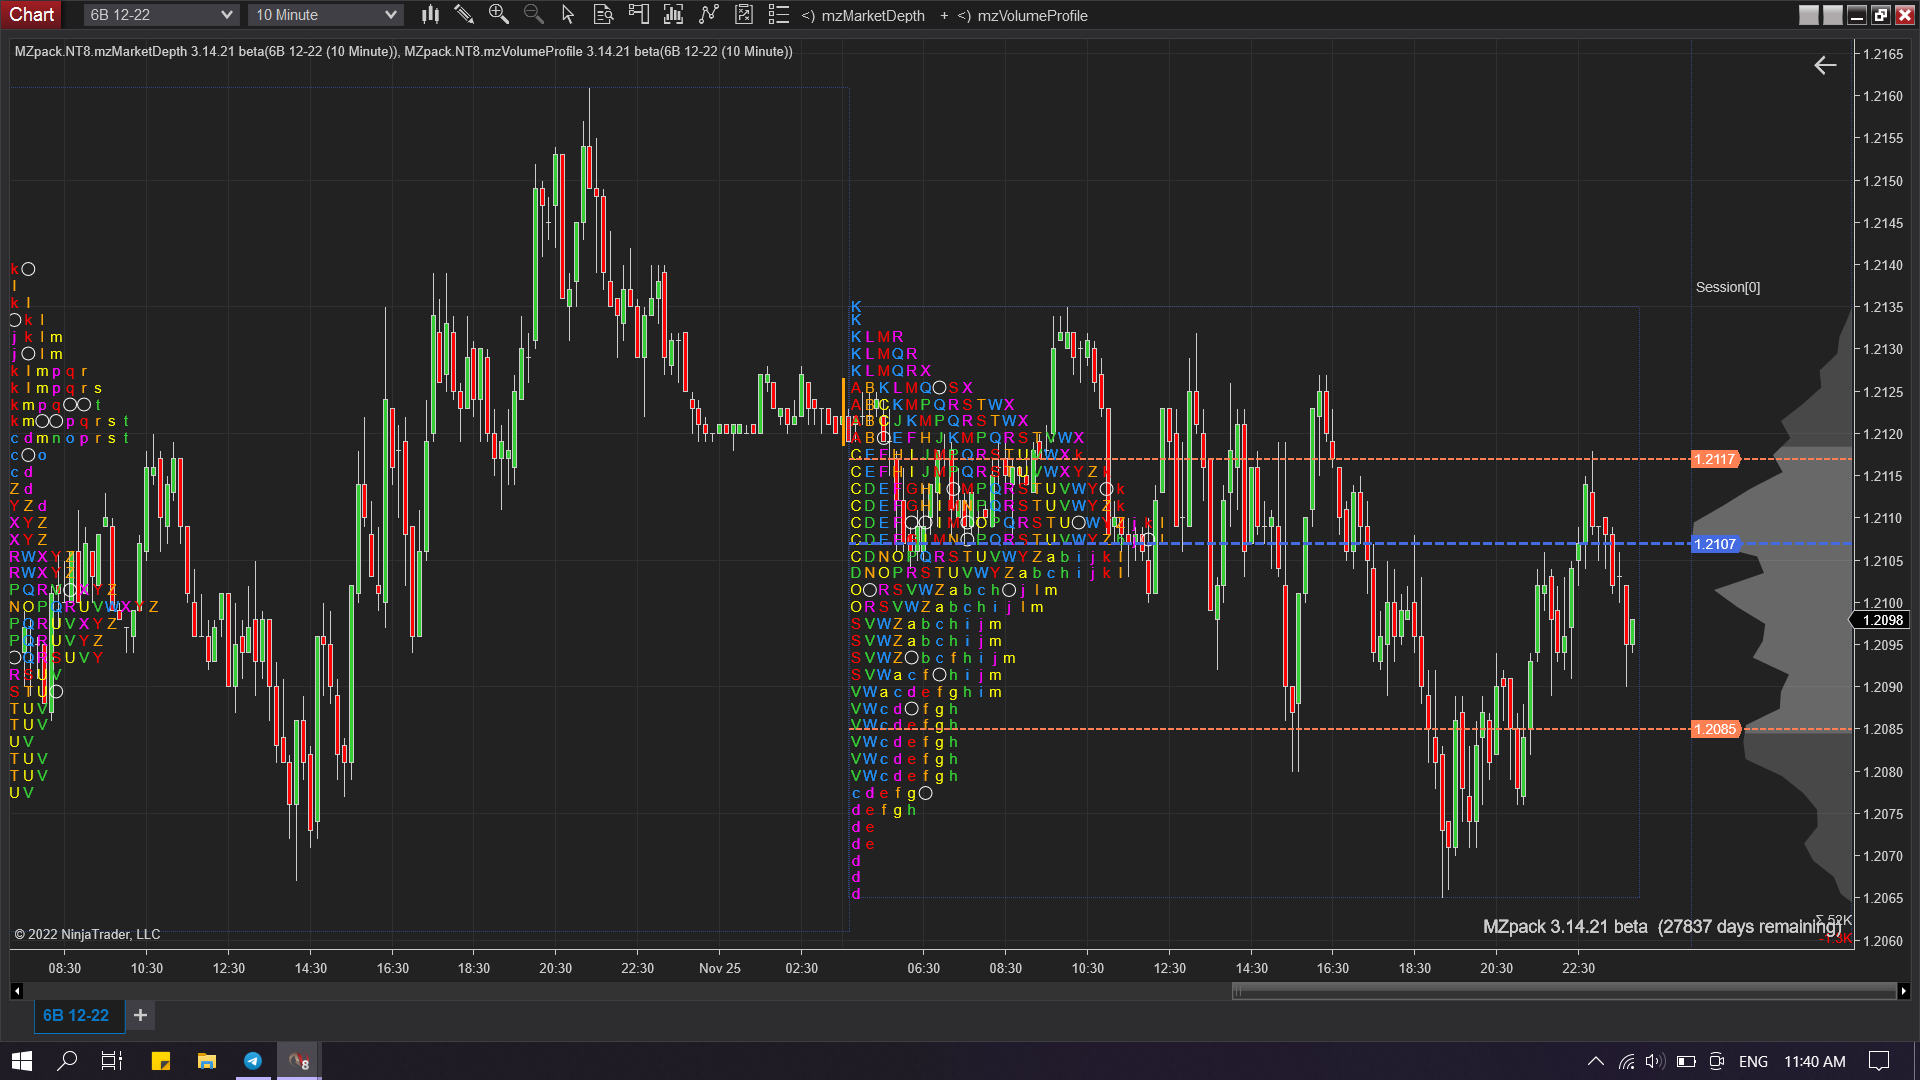 Chart
6B 12-22
10 Minute
<> mzMarketDepth + <> mzVolumeProfile
MZpack.NT8.mzMarketDepth 3.14.21 beta(6B 12-22 (10 Minute)), MZpack.NT8.mzVolumeProfile 3.14.21 beta(6B 12-22 (10 Minute))
1.2165
1.2160
1.2155
1.2150
1.2145
1.2140
Session[0]
1.2135
1.2130
1.2125
1.2120
1.2117
1.2115
1.2110
1.2107
1.2105
1.2100
1.2098
1.2095
1.2090
1.2085
1.2085
1.2080
1.2075
1.2070
1.2065
1.2060
k
l
k l
k l
j k l m
j l m
k l m p q r
k l m p q r s
k m p q t
k m p q r s t
c d m n o p r s t
c o
c d
Z d
Y Z d
X Y Z
X Y Z
T U V
T U V
U V
T U V
T U V
U V
K
K
K L M R
K L M Q R
K L M Q R X
A B K L M Q S X
A B C K M P Q R S T W X
C D N O P Q R S T U V W Y Z a b i j k l
D N O P R S T U V W Y Z a b c h i j k l
O R S V W Z a b c h j l m
O R S V W Z a b c h i j l m
S V W Z a b c h i j m
S V W Z a b c h i j m
S V W Z b c f h i j m
S V W a c f h i j m
V W a c d e f g h i m
V W c d f g h
V W c d e f g h
V W c d e f g h
V W c d e f g h
V W c d e f g h
c d e f g
d e f g h
d e
d e
d
d
d
MZpack 3.14.21 beta (27837 days remaining)
© 2022 NinjaTrader, LLC
08:30 10:30 12:30 14:30 16:30 18:30 20:30 22:30 Nov 25 02:30 06:30 08:30 10:30 12:30 14:30 16:30 18:30 20:30 22:30
6B 12-22 +
8
ENG
11:40 AM